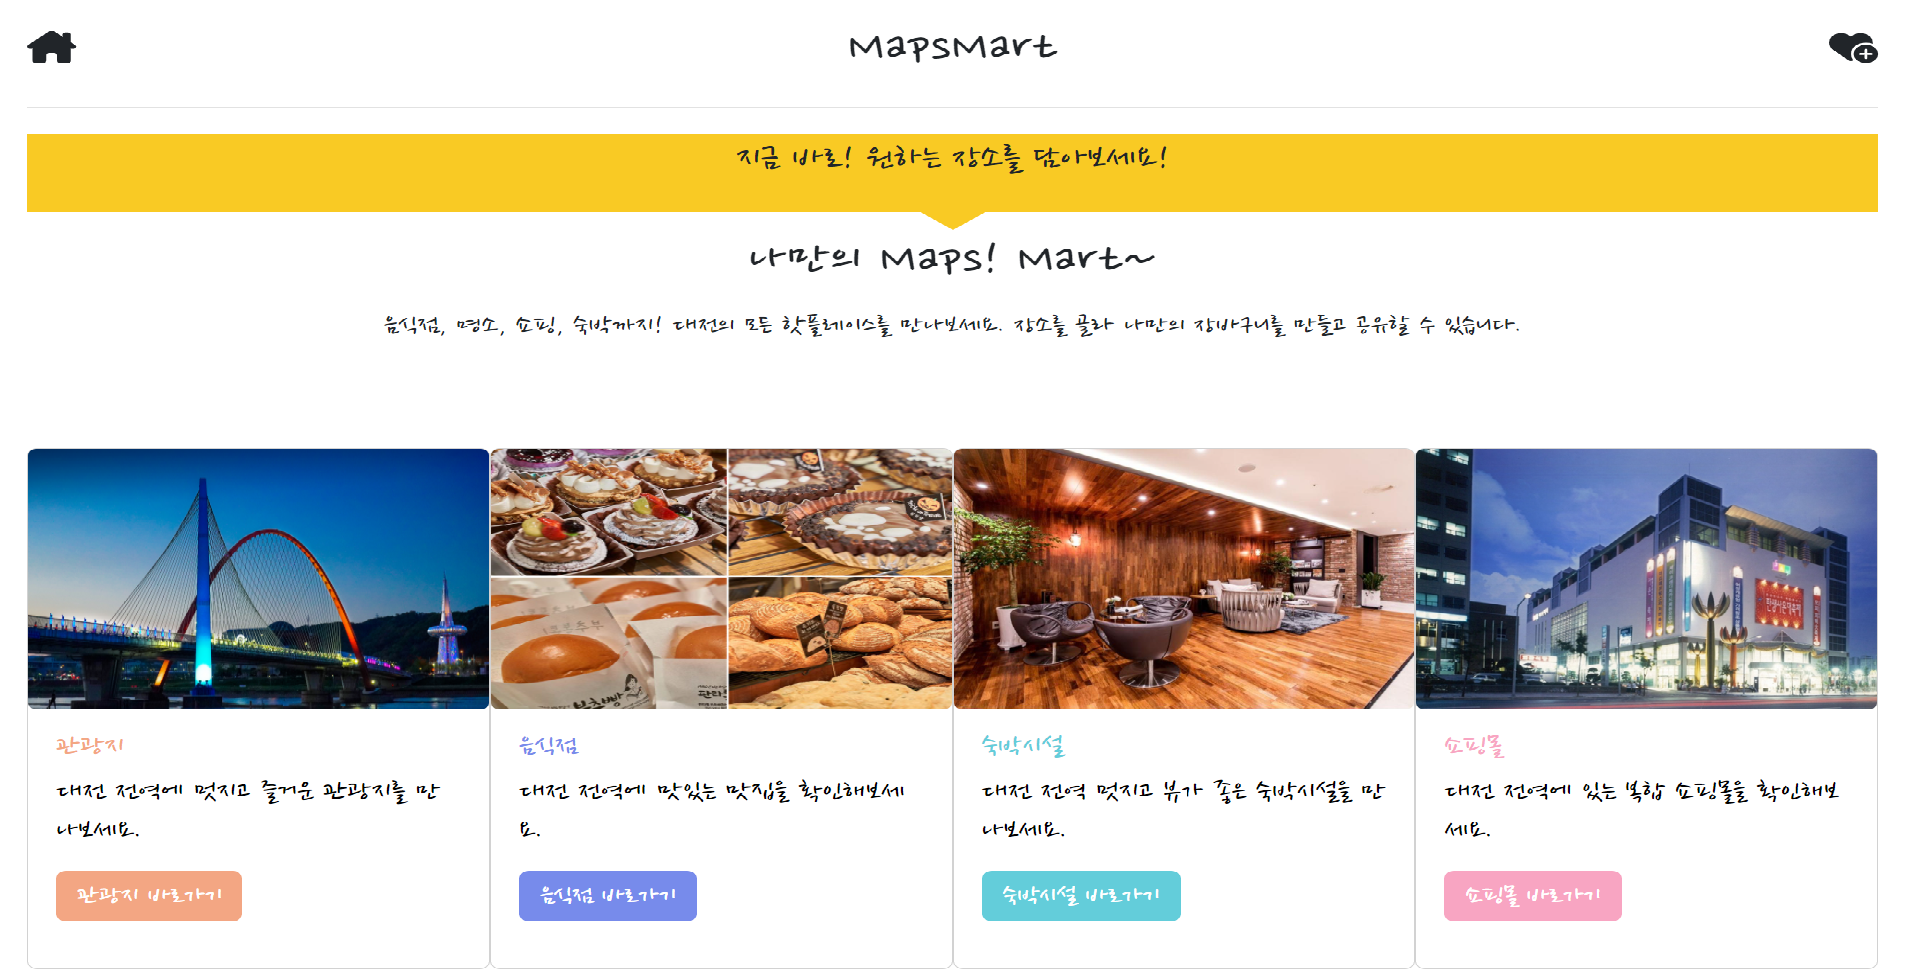 MapsMart
지금 바로! 원하는 장소를 담아보세요!
나만의 Maps! Mart~
음식점, 명소, 쇼핑, 숙박까지! 대전의 모든 핫플레이스를 만나보세요. 장소를 골라 나만의 장바구니를 만들고 공유할 수 있습니다.
관광지
대전 전역에 멋지고 즐거운 관광지를 만
나보세요.
관광지 바로가기
음식점
대전 전역에 맛있는 맛집을 확인해보세
요.
음식점 바로가기
숙박시설
대전 전역 멋지고 뷰가 좋은 숙박시설을 만
나보세요.
숙박시설 바로가기
쇼핑몰
대전 전역에 있는 복합 쇼핑몰을 확인해보
세요.
쇼핑몰 바로가기